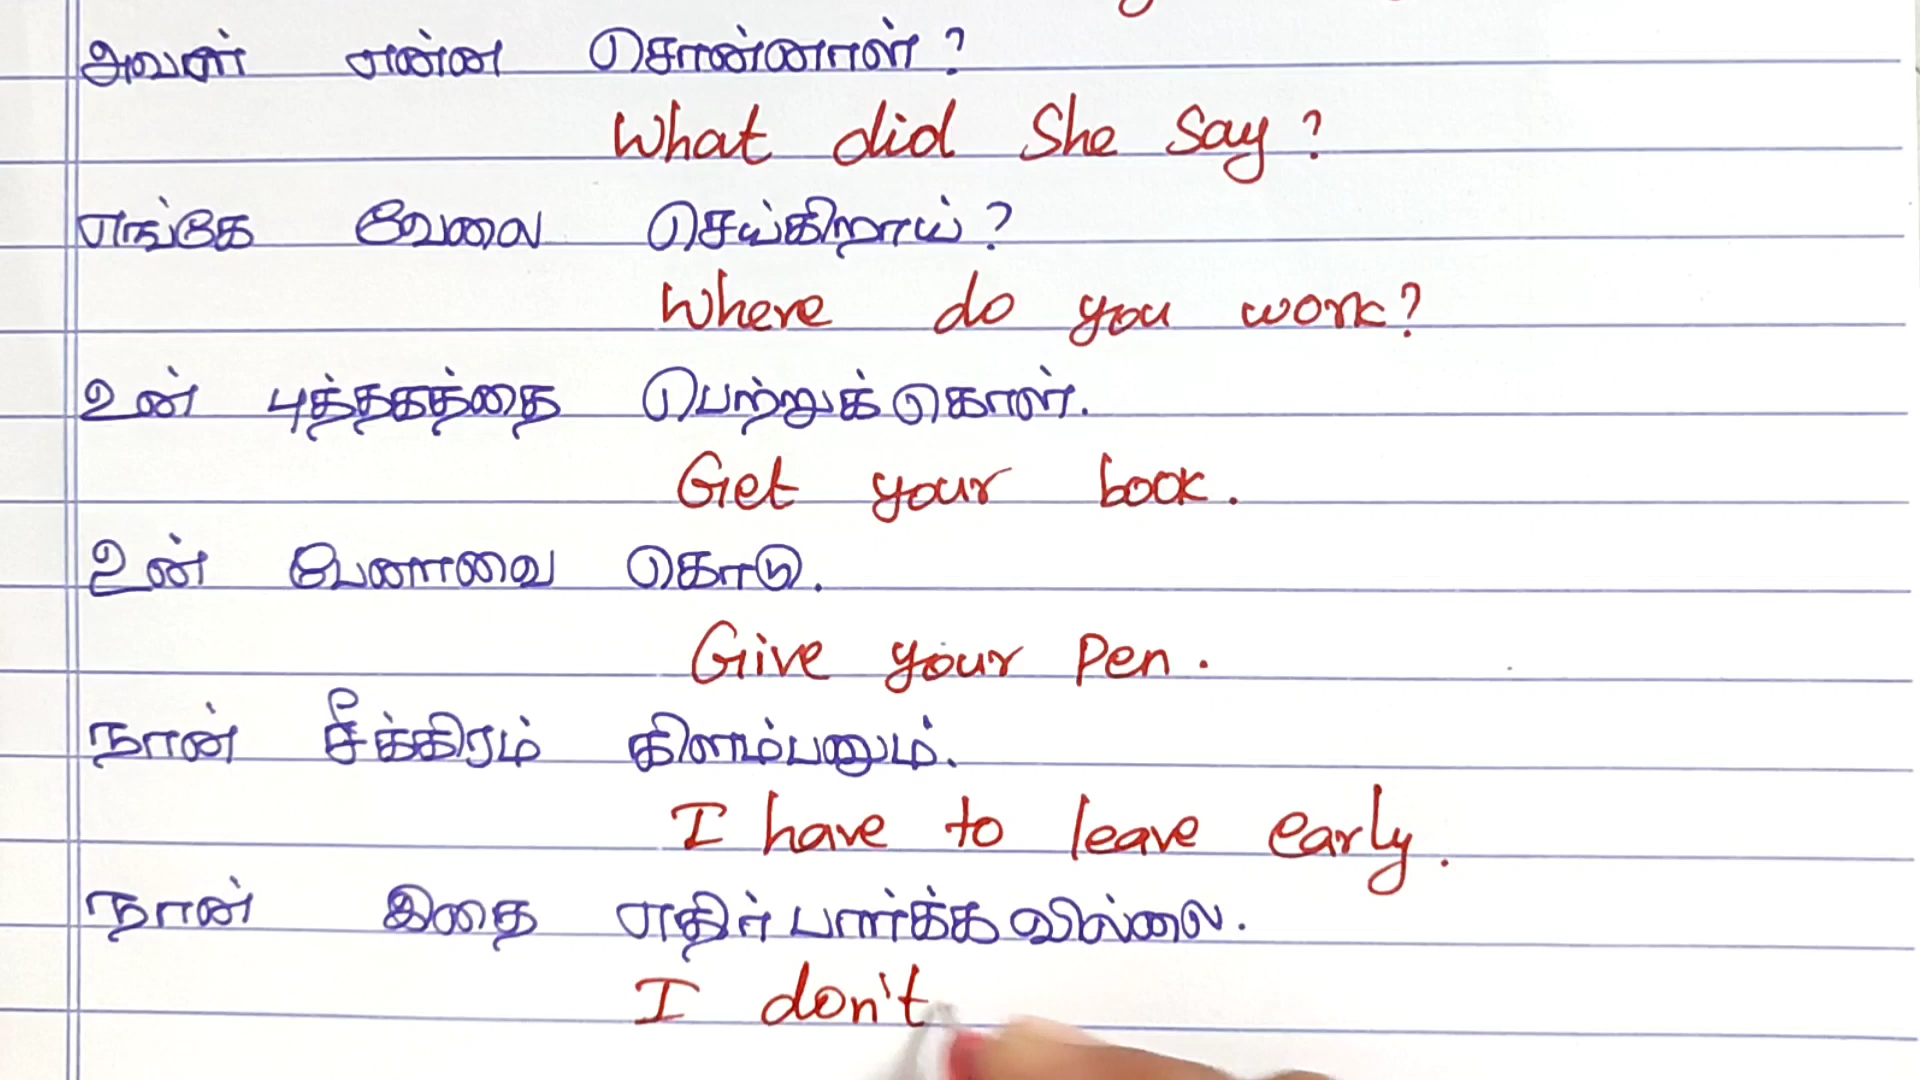 அவள் என்ன சொன்னாள்?
What did She Say?
எங்கே வேலை செய்கிறாய்?
Where do you work?
உன் புத்தகத்தை பெற்றுக் கொள்.
Get your book.
உன் பேனாவை கொடு.
Give your Pen.
நான் சீக்கிரம் கிளம்பனும்.
I have to leave early.
நான் இதை எதிர் பார்க்க வில்லை.
I don't